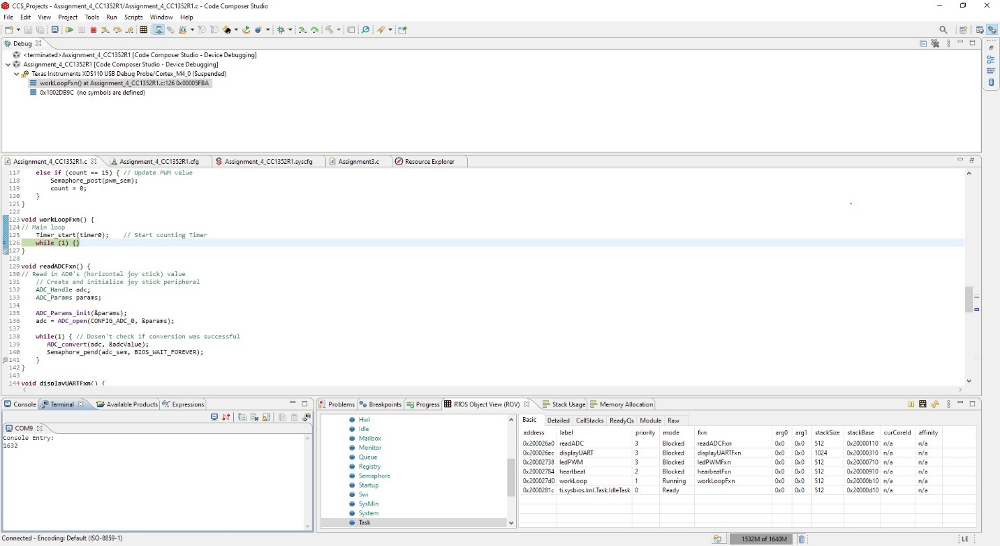 CCS_Projects - Assignment_4_CC1352R1/Assignment_4_CC1352R1.c - Code Composer Studio
File Edit View Project Tools Run Scripts Window Help
Debug
<terminated>Assignment_4_CC1352R1 [Code Composer Studio - Device Debugging]
Assignment_4_CC1352R1 [Code Composer Studio - Device Debugging]
Texas Instruments XDS110 USB Debug Probe/Cortex_M4_0 (Suspended)
workLoopFxn() at Assignment_4_CC1352R1.c:126 0x00005FBA
0x1002DB9C (no symbols are defined)
Assignment_4_CC1352R1.c Assignment_4_CC1352R1.cfg Assignment_4_CC1352R1.syscfg Assignment3.c Resource Explorer
117 else if (count == 15) { // Update PWM value
118 Semaphore_post(pwm_sem);
119 count = 0;
120 }
121 }
122
123 void workLoopFxn() {
124 // Main loop
125 Timer_start(timer0); // Start counting Timer
126 while (1) {}
127 }
128
129 void readADCFxn() {
130 // Read in AD0's (horizontal joy stick) value
131 // Create and initialize joy stick peripheral
132 ADC_Handle adc;
133 ADC_Params params;
134
135 ADC_Params_init(&params);
136 adc = ADC_open(CONFIG_ADC_0, &params);
137
138 while(1) { // Dosen't check if conversion was successful
139 ADC_convert(adc, &adcValue);
140 Semaphore_pend(adc_sem, BIOS_WAIT_FOREVER);
141 }
142 }
143
144 void displayUARTFxn() {
Console Terminal Available Products Expressions
COM9
Console Entry:
1632
Problems Breakpoints Progress RTOS Object View (ROV) Stack Usage Memory Allocation
Hwi
Idle
Mailbox
Monitor
Queue
Registry
Semaphore
Startup
Swi
SysMin
System
Task
Basic Detailed CallStacks ReadyQs Module Raw
address label priority mode fxn arg0 arg1 stackSize stackBase curCoreId affinity
0x200026a0 readADC 3 Blocked readADCFxn 0x0 0x0 512 0x20000110 n/a n/a
0x200026ec displayUART 3 Blocked displayUARTFxn 0x0 0x0 1024 0x20000310 n/a n/a
0x20002738 ledPWM 3 Blocked ledPWMFxn 0x0 0x0 512 0x20000710 n/a n/a
0x20002784 heartbeat 2 Blocked hearbeatFxn 0x0 0x0 512 0x20000910 n/a n/a
0x200027d0 workLoop 1 Running workLoopFxn 0x0 0x0 512 0x20000b10 n/a n/a
0x2000281c ti.sysbios.knl.Task.IdleTask 0 Ready 0x0 0x0 512 0x20000d10 n/a n/a
Connected - Encoding: Default (ISO-8859-1)
1532M of 1640M
LE